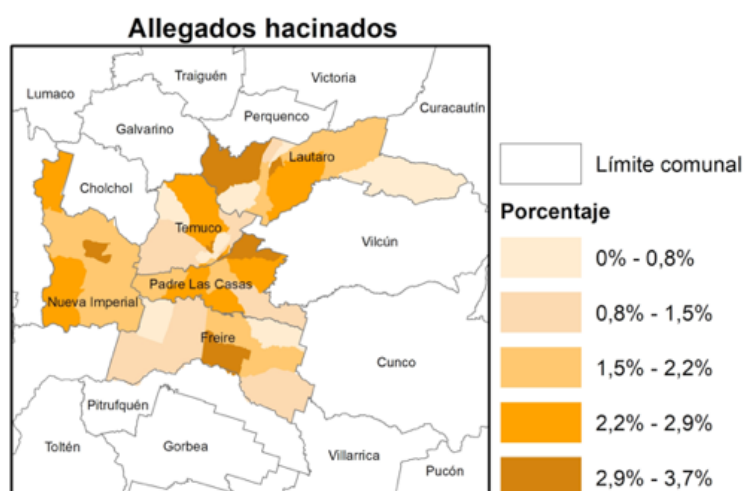 Allegados hacinados
Traiguén
Victoria
Lumaco
Curacautín
Perquenco
Galvarino
Lautaro
Cholchol
Temuco
Vilcún
Padre Las Casas
Nueva Imperial
Freire
Cunco
Pitrufquén
Toltén
Gorbea
Villarrica
Pucón
Límite comunal
Porcentaje
0% - 0,8%
0,8% - 1,5%
1,5% - 2,2%
2,2% - 2,9%
2,9% - 3,7%